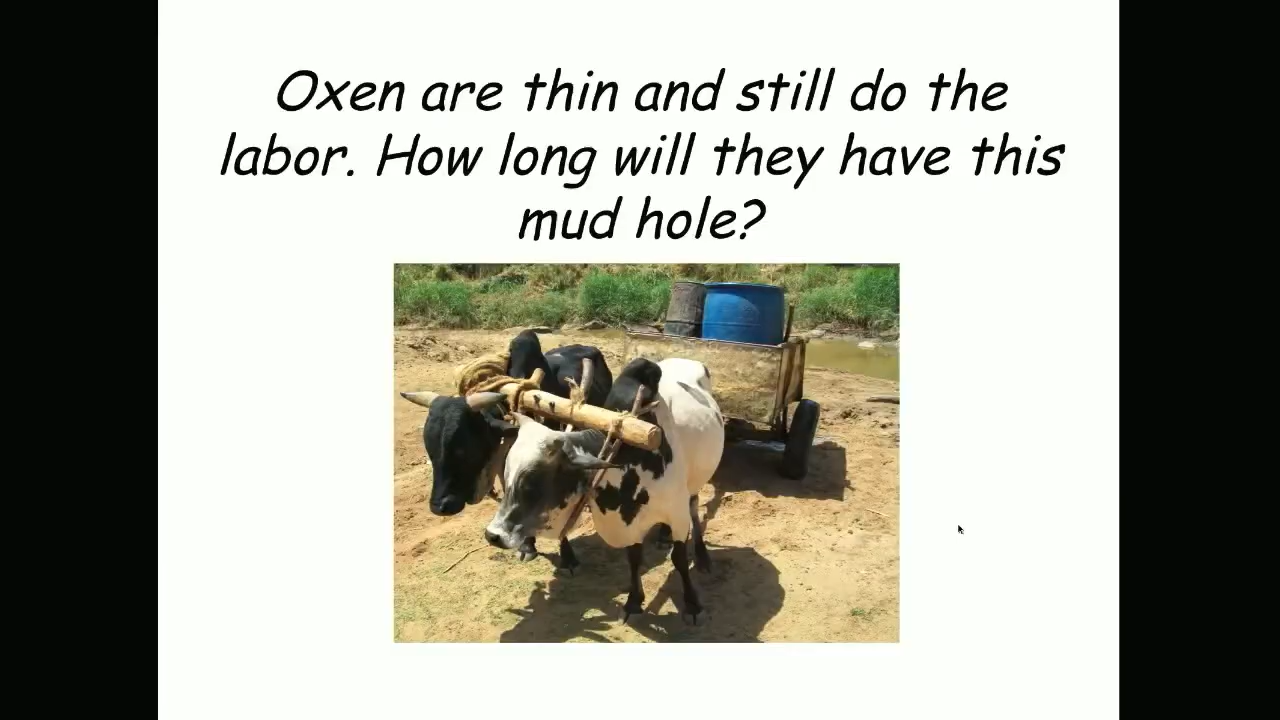 Oxen are thin and still do the
labor. How long will they have this
mud hole?